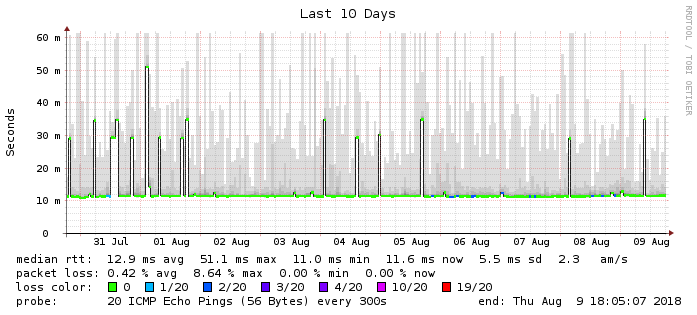 Last 10 Days
RRDTOOL / TOBI OETIKER
Seconds
60 m
50 m
40 m
30 m
20 m
10 m
0
31 Jul 01 Aug 02 Aug 03 Aug 04 Aug 05 Aug 06 Aug 07 Aug 08 Aug 09 Aug
median rtt: 12.9 ms avg 51.1 ms max 11.0 ms min 11.6 ms now 5.5 ms sd 2.3 am/s
packet loss: 0.42 % avg 8.64 % max 0.00 % min 0.00 % now
loss color: 0 1/20 2/20 3/20 4/20 10/20 19/20
probe: 20 ICMP Echo Pings (56 Bytes) every 300s end: Thu Aug 9 18:05:07 2018